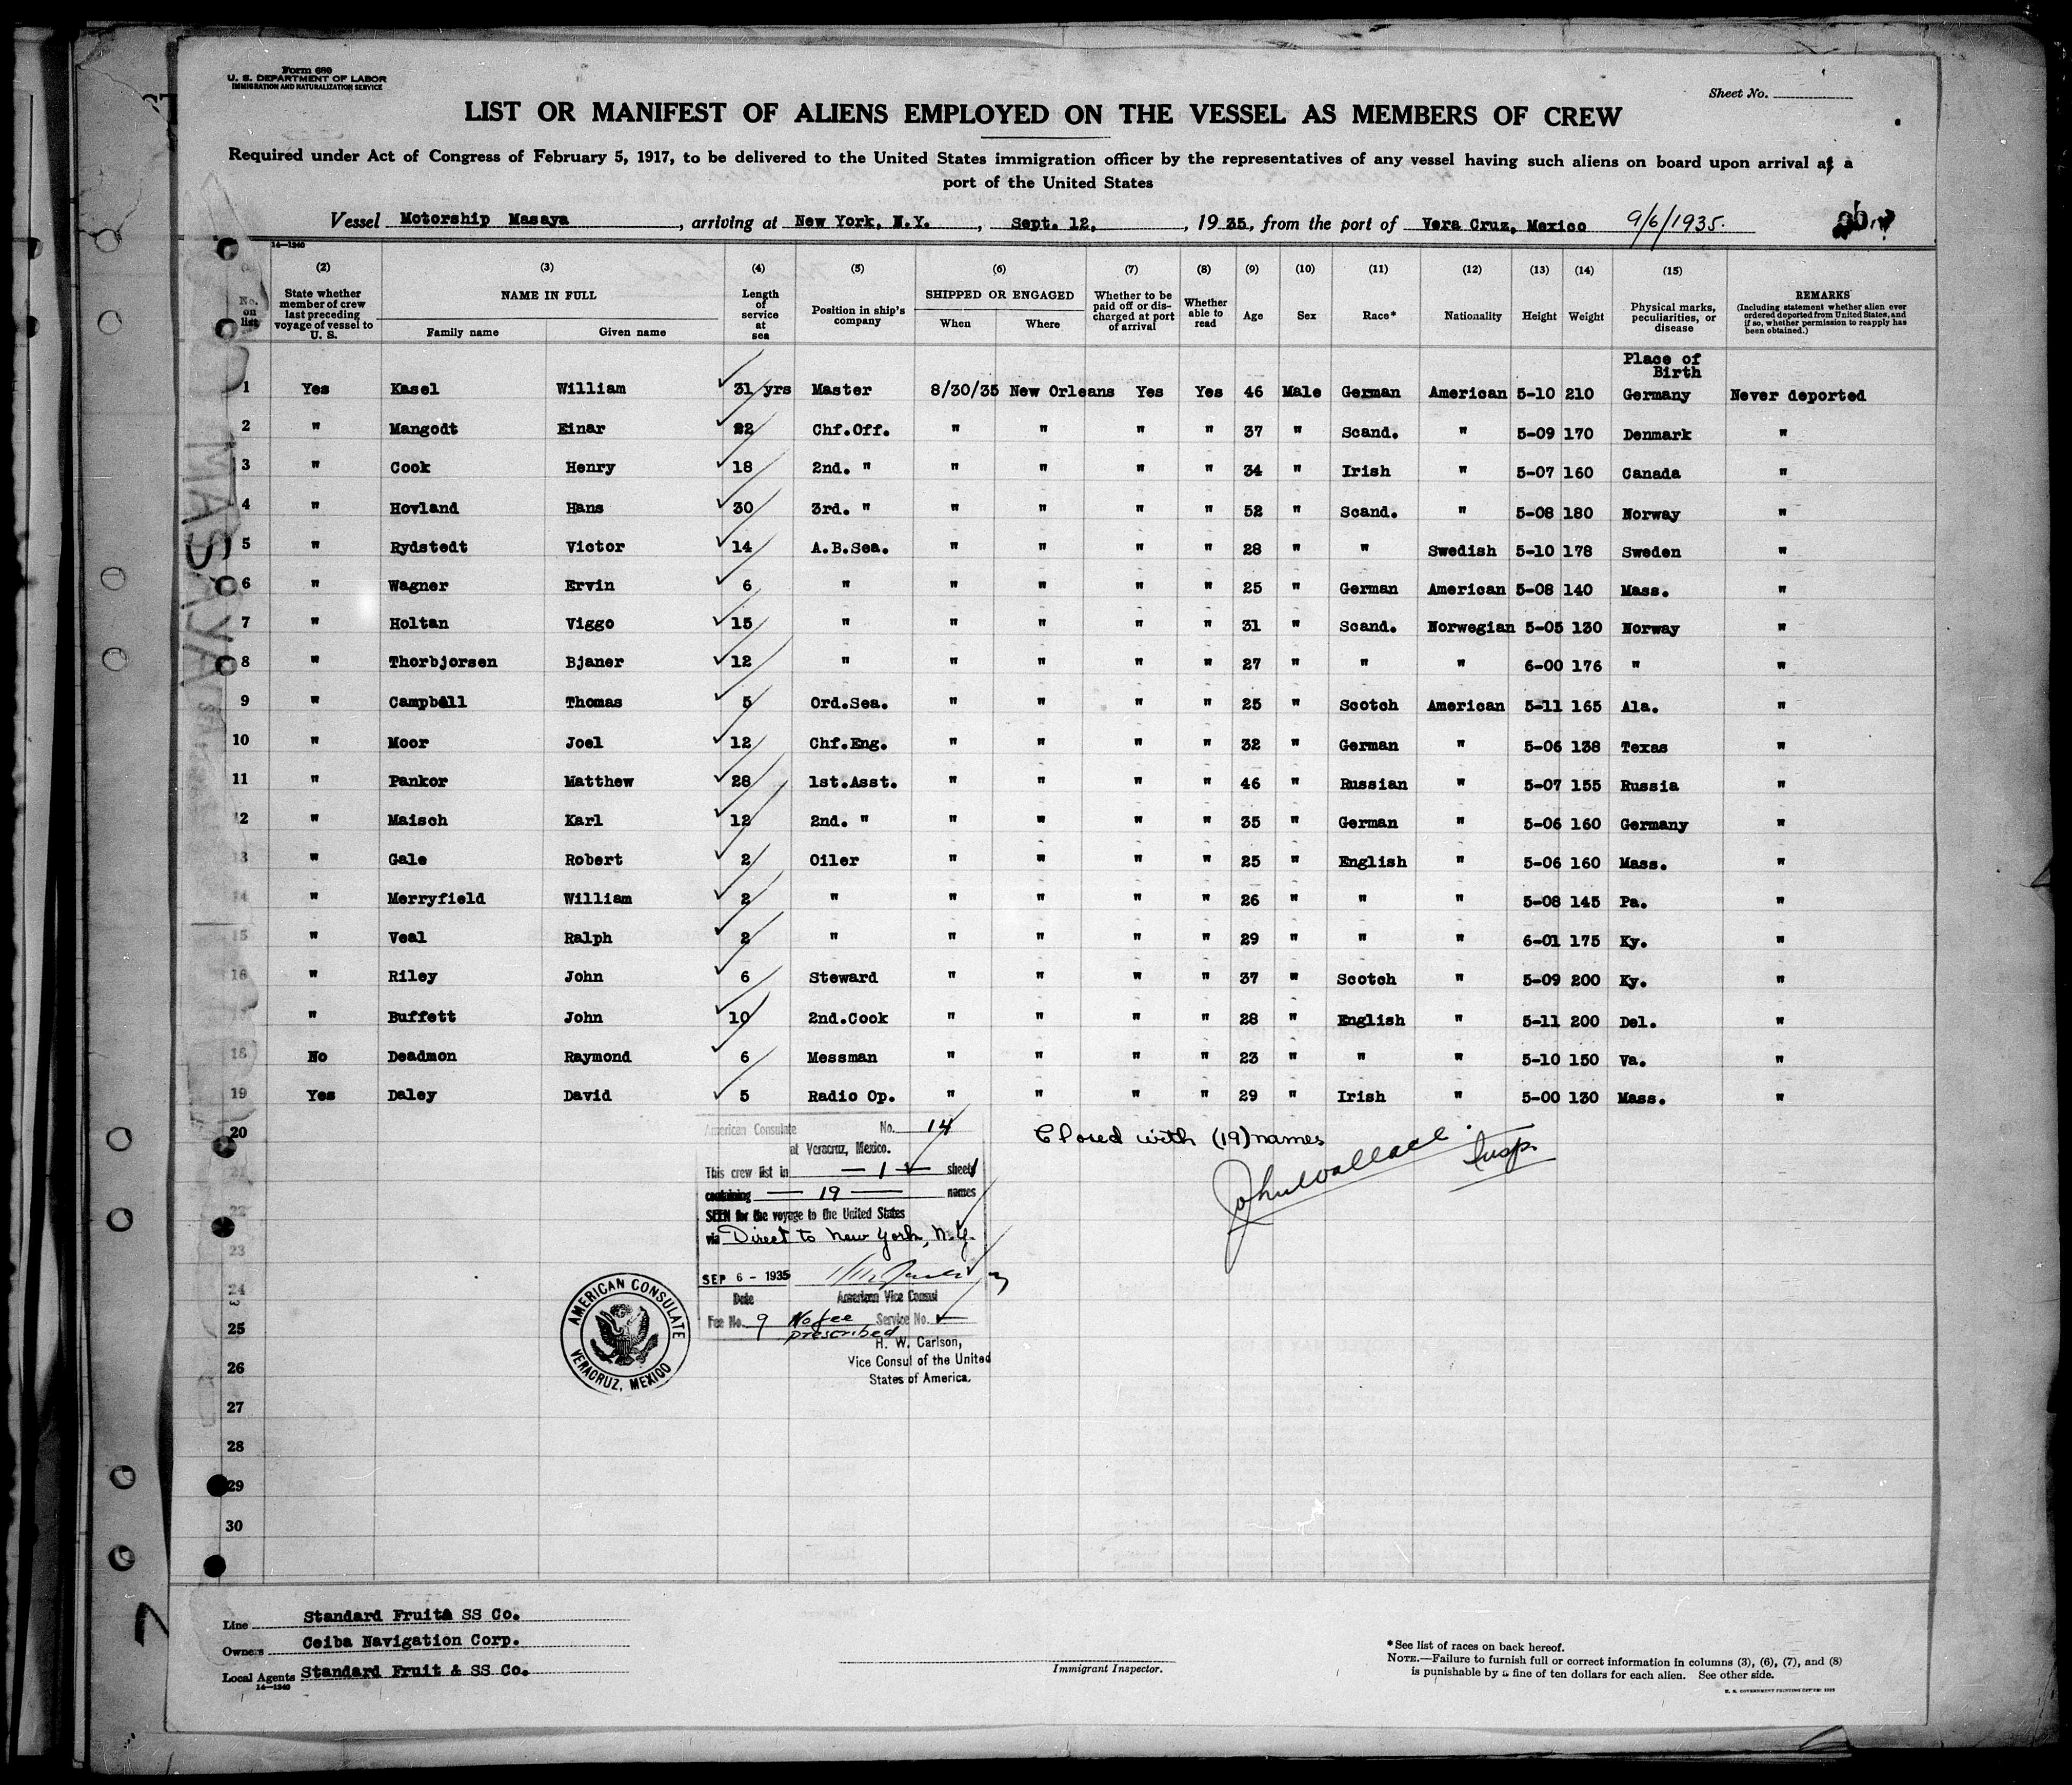 Form 680
U. S. DEPARTMENT OF LABOR
IMMIGRATION AND NATURALIZATION SERVICE
Sheet No.
LIST OR MANIFEST OF ALIENS EMPLOYED ON THE VESSEL AS MEMBERS OF CREW
Required under Act of Congress of February 5, 1917, to be delivered to the United States immigration officer by the representatives of any vessel having such aliens on board upon arrival at a
port of the United States
Vessel Motorship Masaya, arriving at New York, N.Y., Sept. 12, 1935, from the port of Vera Cruz, Mexico 9/6/1935.
14—1240
(2) (3) (4) (5) (6) (7) (8) (9) (10) (11) (12) (13) (14) (15)
No. on list State whether member of crew last preceding voyage of vessel to U. S. NAME IN FULL Family name Given name Length of service at sea Position in ship's company SHIPPED OR ENGAGED When Where Whether to be paid off or discharged at port of arrival Whether able to read Age Sex Race* Nationality Height Weight Physical marks, peculiarities, or disease REMARKS (Including statement whether alien ever ordered deported from United States, and if so, whether permission to reapply has been obtained.)
Place of Birth
1 Yes Kasel William 31 yrs Master 8/30/35 New Orleans Yes Yes 46 Male German American 5-10 210 Germany Never deported
2 " Mangodt Einar 22 Chf.Off. " " " " 37 " Scand. " 5-09 170 Denmark "
3 " Cook Henry 18 2nd. " " " " " 34 " Irish " 5-07 160 Canada "
4 " Hovland Hans 30 3rd. " " " " " 52 " Scand. " 5-08 180 Norway "
5 " Rydstedt Victor 14 A.B.Sea. " " " " 28 " " Swedish 5-10 178 Sweden "
6 " Wagner Ervin 6 " " " " " 25 " German American 5-08 140 Mass. "
7 " Holtan Viggo 15 " " " " " 31 " Scand. Norwegian 5-05 130 Norway "
8 " Thorbjorsen Bjaner 12 " " " " " 27 " " " 6-00 176 " "
9 " Campbell Thomas 5 Ord.Sea. " " " " 25 " Scotch American 5-11 165 Ala. "
10 " Moor Joel 12 Chf.Eng. " " " " 32 " German " 5-06 138 Texas "
11 " Pankor Matthew 28 1st.Asst. " " " " 46 " Russian " 5-07 155 Russia "
12 " Maisch Karl 12 2nd. " " " " " 35 " German " 5-06 160 Germany "
13 " Gale Robert 2 Oiler " " " " 25 " English " 5-06 160 Mass. "
14 " Merryfield William 2 " " " " " 26 " " " 5-08 145 Pa. "
15 " Veal Ralph 2 " " " " " 29 " " " 6-01 175 Ky. "
16 " Riley John 6 Steward " " " " 37 " Scotch " 5-09 200 Ky. "
" Buffett John 10 2nd.Cook " " " " 28 " English " 5-11 200 Del. "
18 No Deadmon Raymond 6 Messman " " " " 23 " " " 5-10 150 Va. "
19 Yes Daley David 5 Radio Op. " " " " 29 " Irish " 5-00 130 Mass. "
20
21
22
23
24
25
26
27
28
29
30
MASAYA
American Consulate No. 14
at Veracruz, Mexico.
This crew list in — 1 — sheets
containing — 19 — names
SEEN for the voyage to the United States
via Direct to New York, N.Y.
SEP 6 - 1935
Date American Vice Consul
Fee No. 9 No fee prescribed Service No.
H. W. Carlson,
Vice Consul of the United
States of America.
AMERICAN CONSULATE
VERACRUZ, MEXICO
Closed with (19) names
John Wallace Insp.
Line Standard Fruit& SS Co.
Owners Ceiba Navigation Corp.
Local Agents Standard Fruit & SS Co.
14—1240
Immigrant Inspector.
*See list of races on back hereof.
NOTE.—Failure to furnish full or correct information in columns (3), (6), (7), and (8)
is punishable by a fine of ten dollars for each alien. See other side.